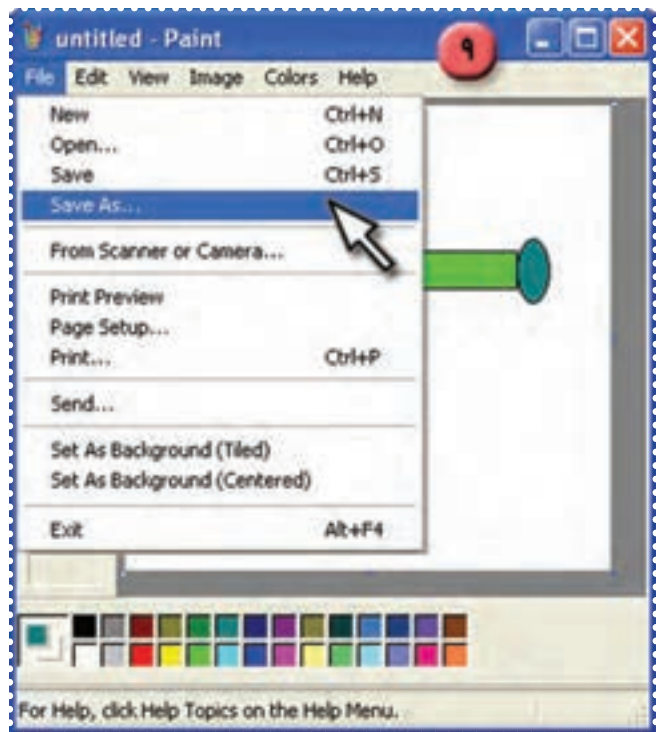 untitled - Paint
٩
File Edit View Image Colors Help
New Ctrl+N
Open... Ctrl+O
Save Ctrl+S
Save As...
From Scanner or Camera...
Print Preview
Page Setup...
Print... Ctrl+P
Send...
Set As Background (Tiled)
Set As Background (Centered)
Exit Alt+F4
For Help, click Help Topics on the Help Menu.